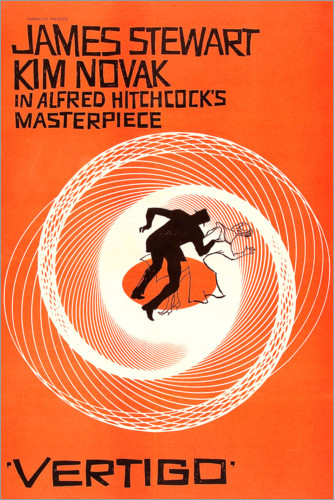 JAMES STEWART
KIM NOVAK
IN ALFRED HITCHCOCK'S
MASTERPIECE
'VERTIGO'